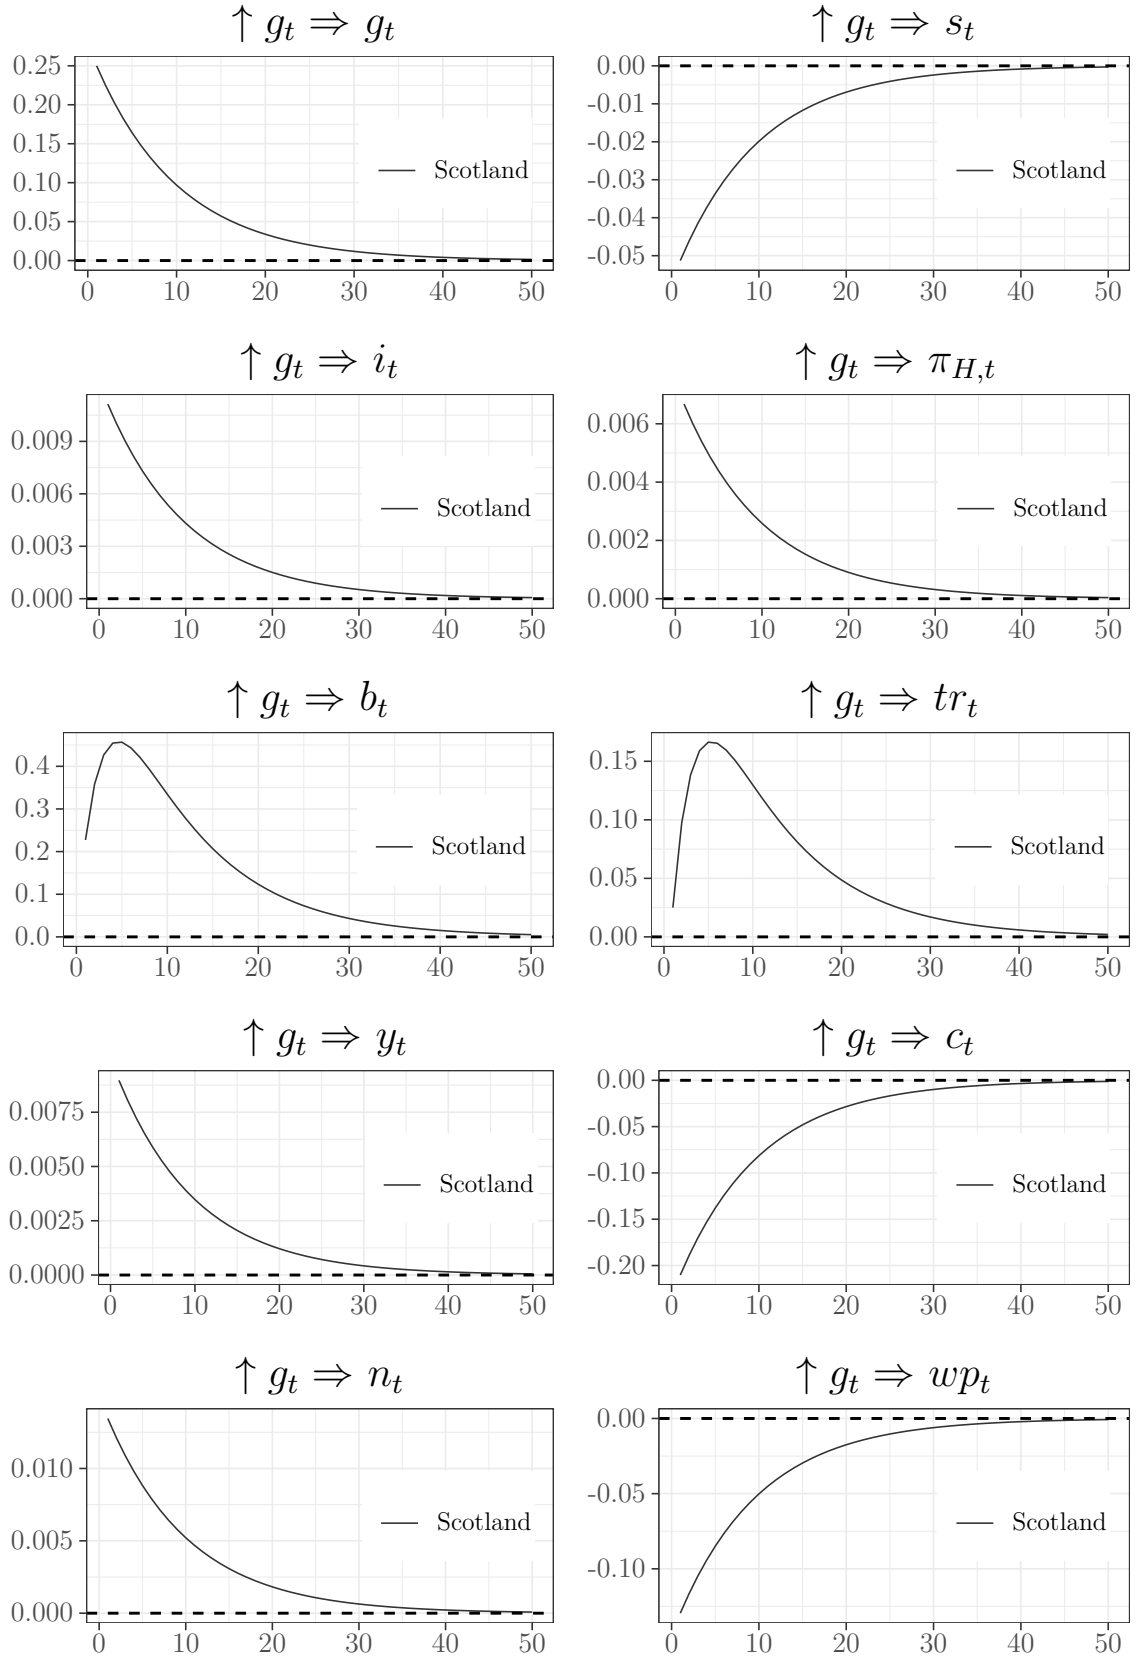 ↑ g_t ⇒ g_t
0.25
0.20
0.15
0.10
0.05
0.00
Scotland
0 10 20 30 40 50
↑ g_t ⇒ s_t
0.00
-0.01
-0.02
-0.03
-0.04
-0.05
Scotland
0 10 20 30 40 50
↑ g_t ⇒ i_t
0.009
0.006
0.003
0.000
Scotland
0 10 20 30 40 50
↑ g_t ⇒ π_{H,t}
0.006
0.004
0.002
0.000
Scotland
0 10 20 30 40 50
↑ g_t ⇒ b_t
0.4
0.3
0.2
0.1
0.0
Scotland
0 10 20 30 40 50
↑ g_t ⇒ tr_t
0.15
0.10
0.05
0.00
Scotland
0 10 20 30 40 50
↑ g_t ⇒ y_t
0.0075
0.0050
0.0025
0.0000
Scotland
0 10 20 30 40 50
↑ g_t ⇒ c_t
0.00
-0.05
-0.10
-0.15
-0.20
Scotland
0 10 20 30 40 50
↑ g_t ⇒ n_t
0.010
0.005
0.000
Scotland
0 10 20 30 40 50
↑ g_t ⇒ wp_t
0.00
-0.05
-0.10
Scotland
0 10 20 30 40 50